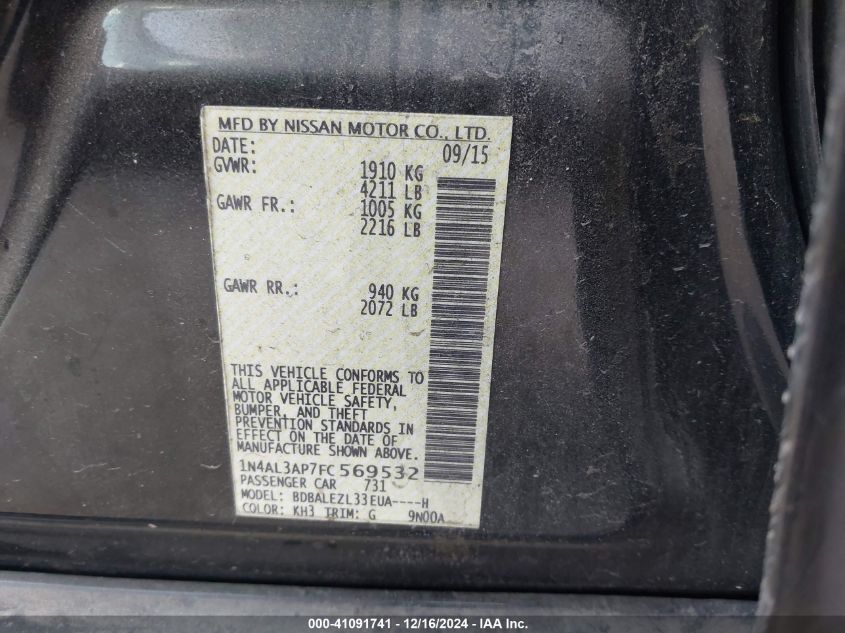 MFD BY NISSAN MOTOR CO., LTD.
DATE: 09/15
GVWR: 1910 KG
4211 LB
GAWR FR.: 1005 KG
2216 LB
GAWR RR.: 940 KG
2072 LB
THIS VEHICLE CONFORMS TO
ALL APPLICABLE FEDERAL
MOTOR VEHICLE SAFETY,
BUMPER, AND THEFT
PREVENTION STANDARDS IN
EFFECT ON THE DATE OF
MANUFACTURE SHOWN ABOVE.
1N4AL3AP7FC569532
PASSENGER CAR 731
MODEL: BDBALEZL33EUA----H
COLOR: KH3 TRIM: G 9N00A
000-41091741 - 12/16/2024 - IAA, Inc.